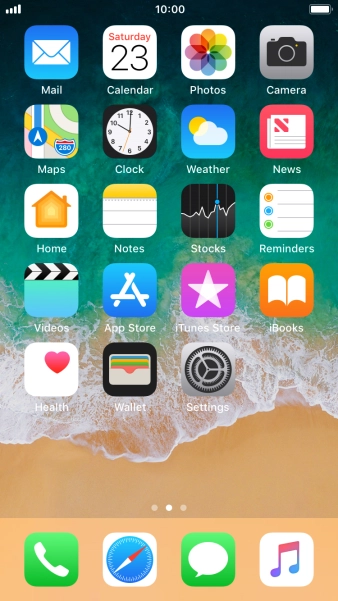 10:00
Saturday
23
Mail Calendar Photos Camera
280
Maps Clock Weather News
Home Notes Stocks Reminders
Videos App Store iTunes Store iBooks
Health Wallet Settings